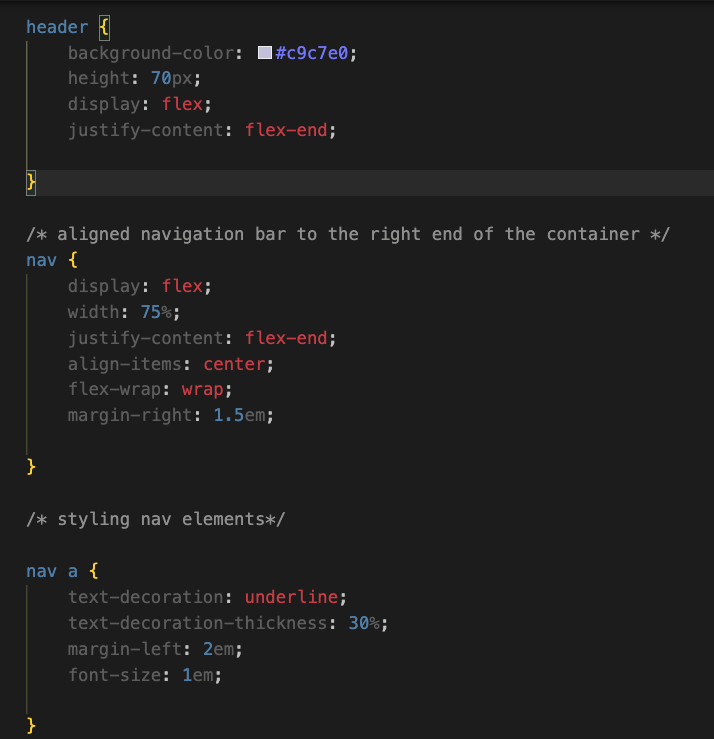 header {
    background-color: #c9c7e0;
    height: 70px;
    display: flex;
    justify-content: flex-end;
}
/* aligned navigation bar to the right end of the container */
nav {
    display: flex;
    width: 75%;
    justify-content: flex-end;
    align-items: center;
    flex-wrap: wrap;
    margin-right: 1.5em;
}
/* styling nav elements*/
nav a {
    text-decoration: underline;
    text-decoration-thickness: 30%;
    margin-left: 2em;
    font-size: 1em;
}